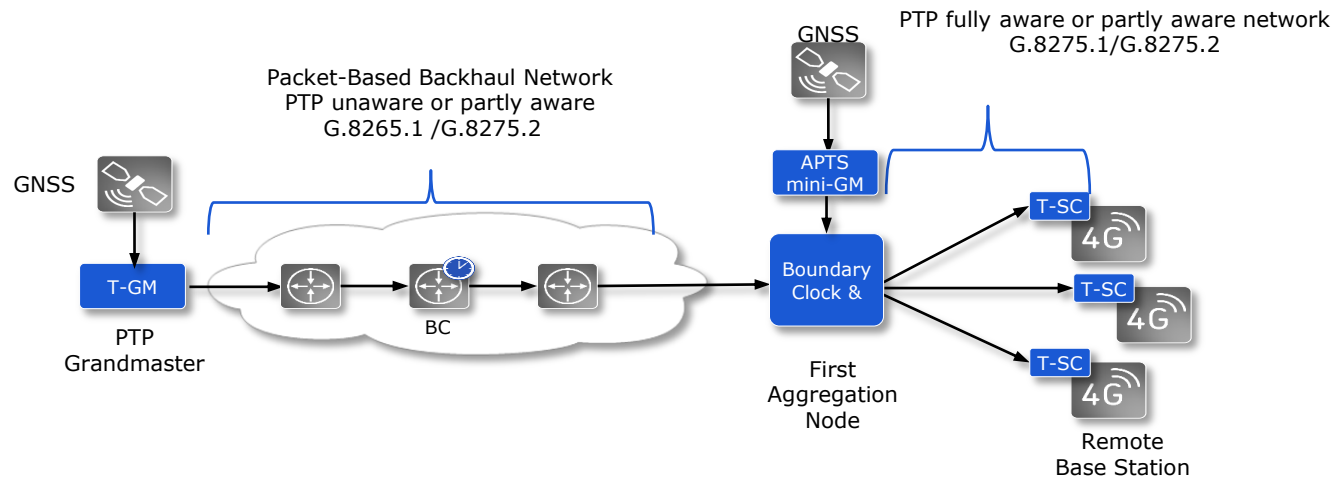 PTP fully aware or partly aware network
G.8275.1/G.8275.2
GNSS
Packet-Based Backhaul Network
PTP unaware or partly aware
G.8265.1 /G.8275.2
APTS
mini-GM
GNSS
T-SC
4G
T-GM
Boundary
Clock &
T-SC
4G
BC
PTP
Grandmaster
T-SC
4G
First
Aggregation
Node
Remote
Base Station